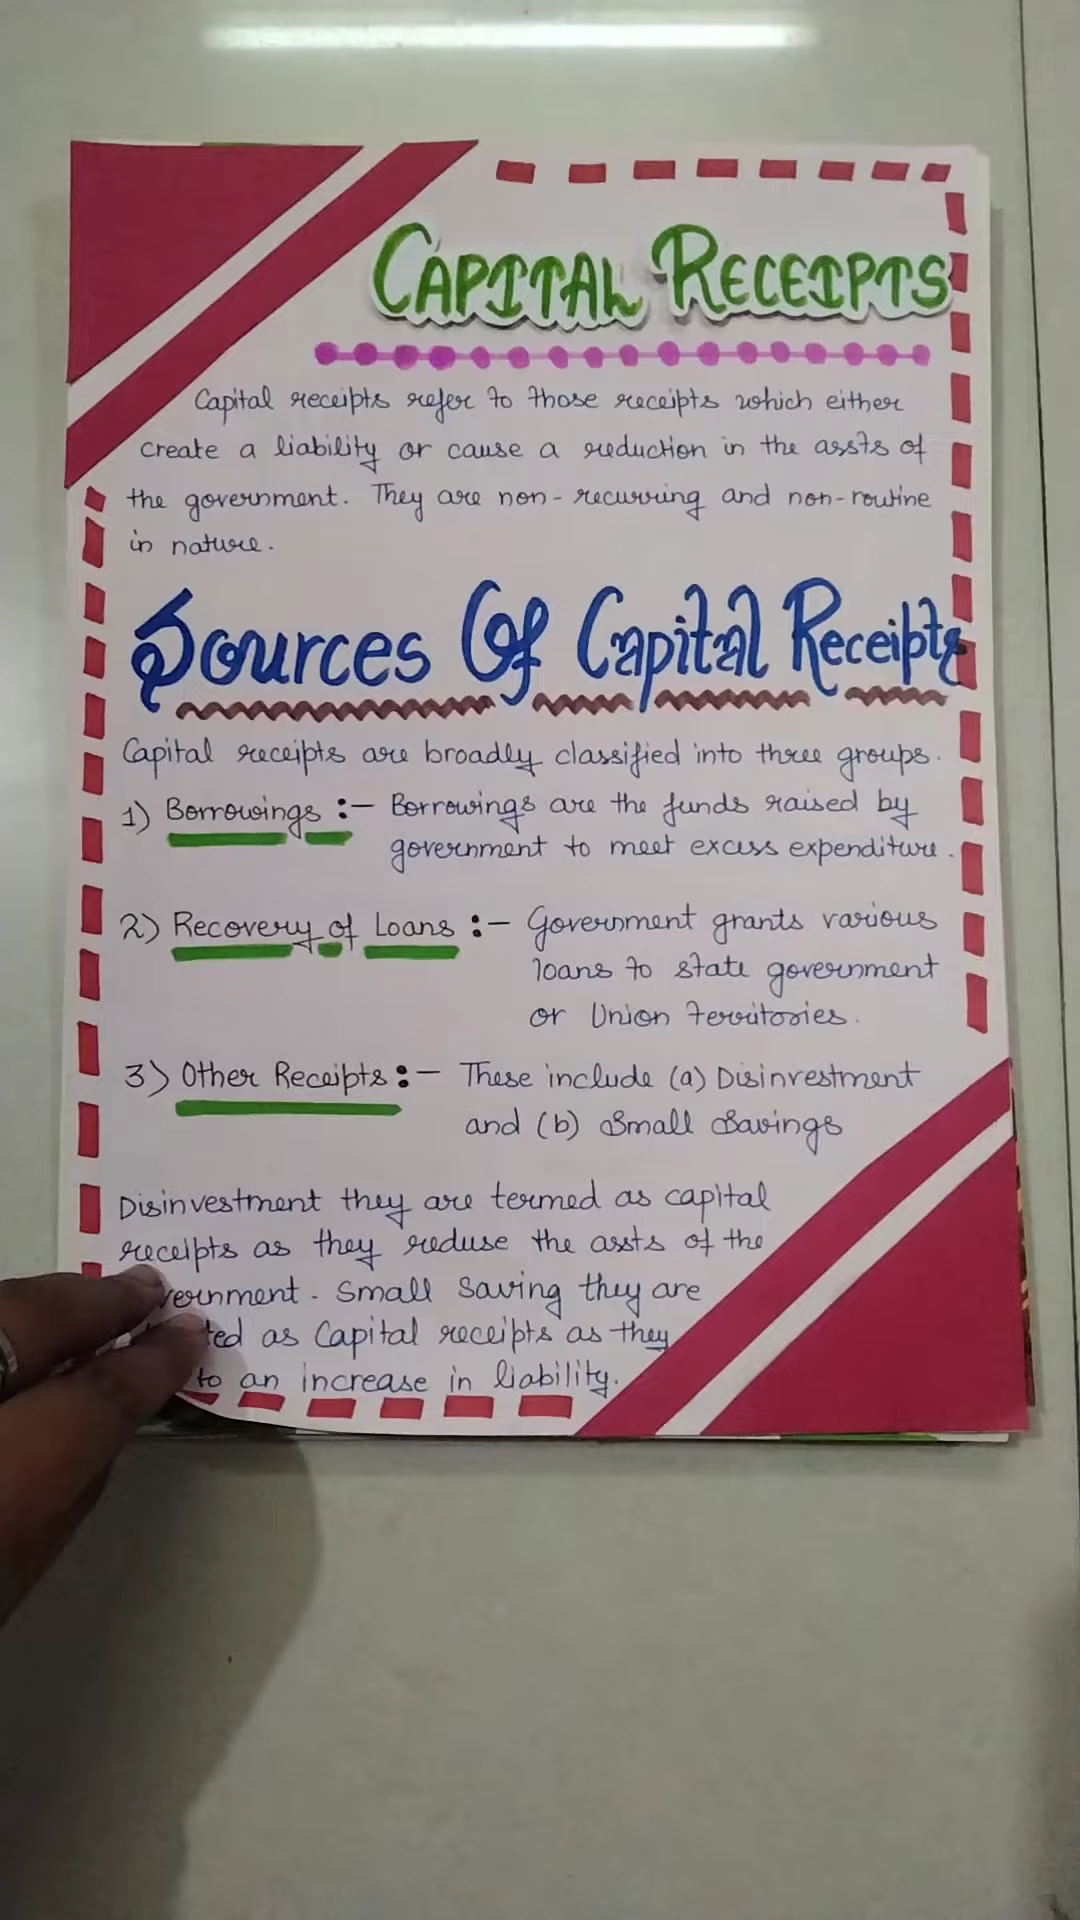 CAPITAL RECEIPTS
Capital receipts refer to those receipts which either
create a liability or cause a reduction in the assts of
the government. They are non-recurring and non-routine
in nature.
Sources Of Capital Receipts
Capital receipts are broadly classified into three groups.
1) Borrowings :- Borrowings are the funds raised by
government to meet excess expenditure.
2) Recovery of Loans :- Government grants various
loans to state government
or Union Territories.
3) Other Receipts :- These include (a) Disinvestment
and (b) Small Savings
Disinvestment they are termed as capital
receipts as they reduse the assts of the
vernment. Small Saving they are
ted as Capital receipts as they
to an increase in liability.